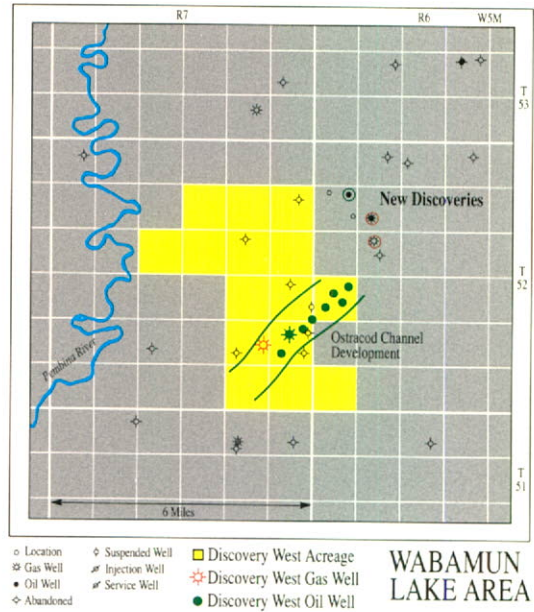 R7 R6 W5M
T
53
New Discoveries
T
52
Ostracod Channel
Development
Pembina River
T
51
6 Miles
Location
Gas Well
Oil Well
Abandoned
Suspended Well
Injection Well
Service Well
Discovery West Acreage
Discovery West Gas Well
Discovery West Oil Well
WABAMUN
LAKE AREA